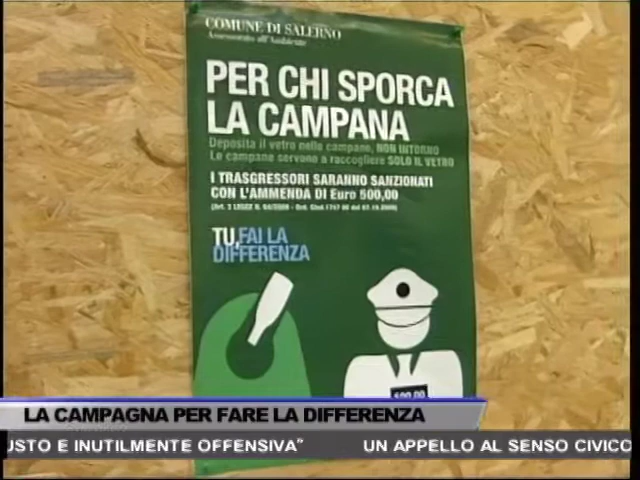 COMUNE DI SALERNO
Assessorato all'Ambiente
PER CHI SPORCA
LA CAMPANA
Deposita il vetro nelle campane, NON INTORNO
Le campane servono a raccogliere SOLO IL VETRO
I TRASGRESSORI SARANNO SANZIONATI
CON L'AMMENDA DI Euro 500,00
TU, FAI LA
DIFFERENZA
500,00
LA CAMPAGNA PER FARE LA DIFFERENZA
USTO E INUTILMENTE OFFENSIVA" UN APPELLO AL SENSO CIVICO